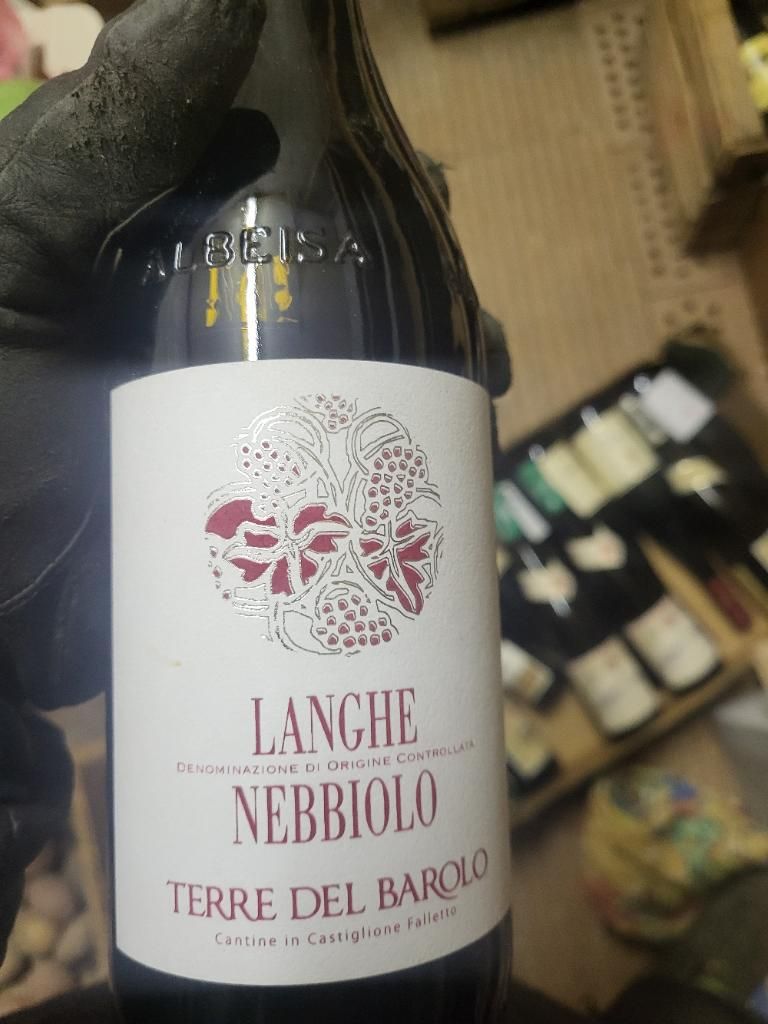 ALBEISA
LANGHE
DENOMINAZIONE DI ORIGINE CONTROLLATA
NEBBIOLO
TERRE DEL BAROLO
Cantine in Castiglione Falletto